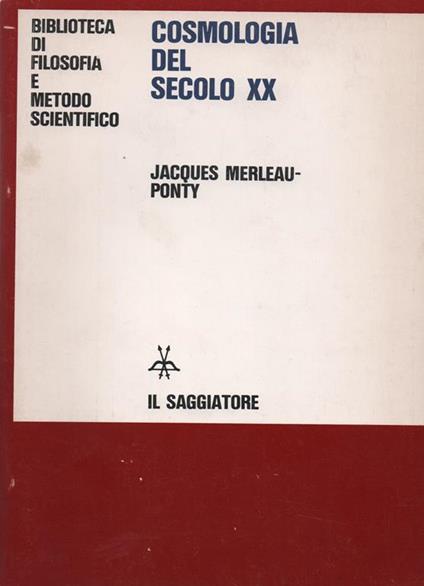 BIBLIOTECA
DI
FILOSOFIA
E
METODO
SCIENTIFICO
COSMOLOGIA
DEL
SECOLO XX
JACQUES MERLEAU-
PONTY
IL SAGGIATORE